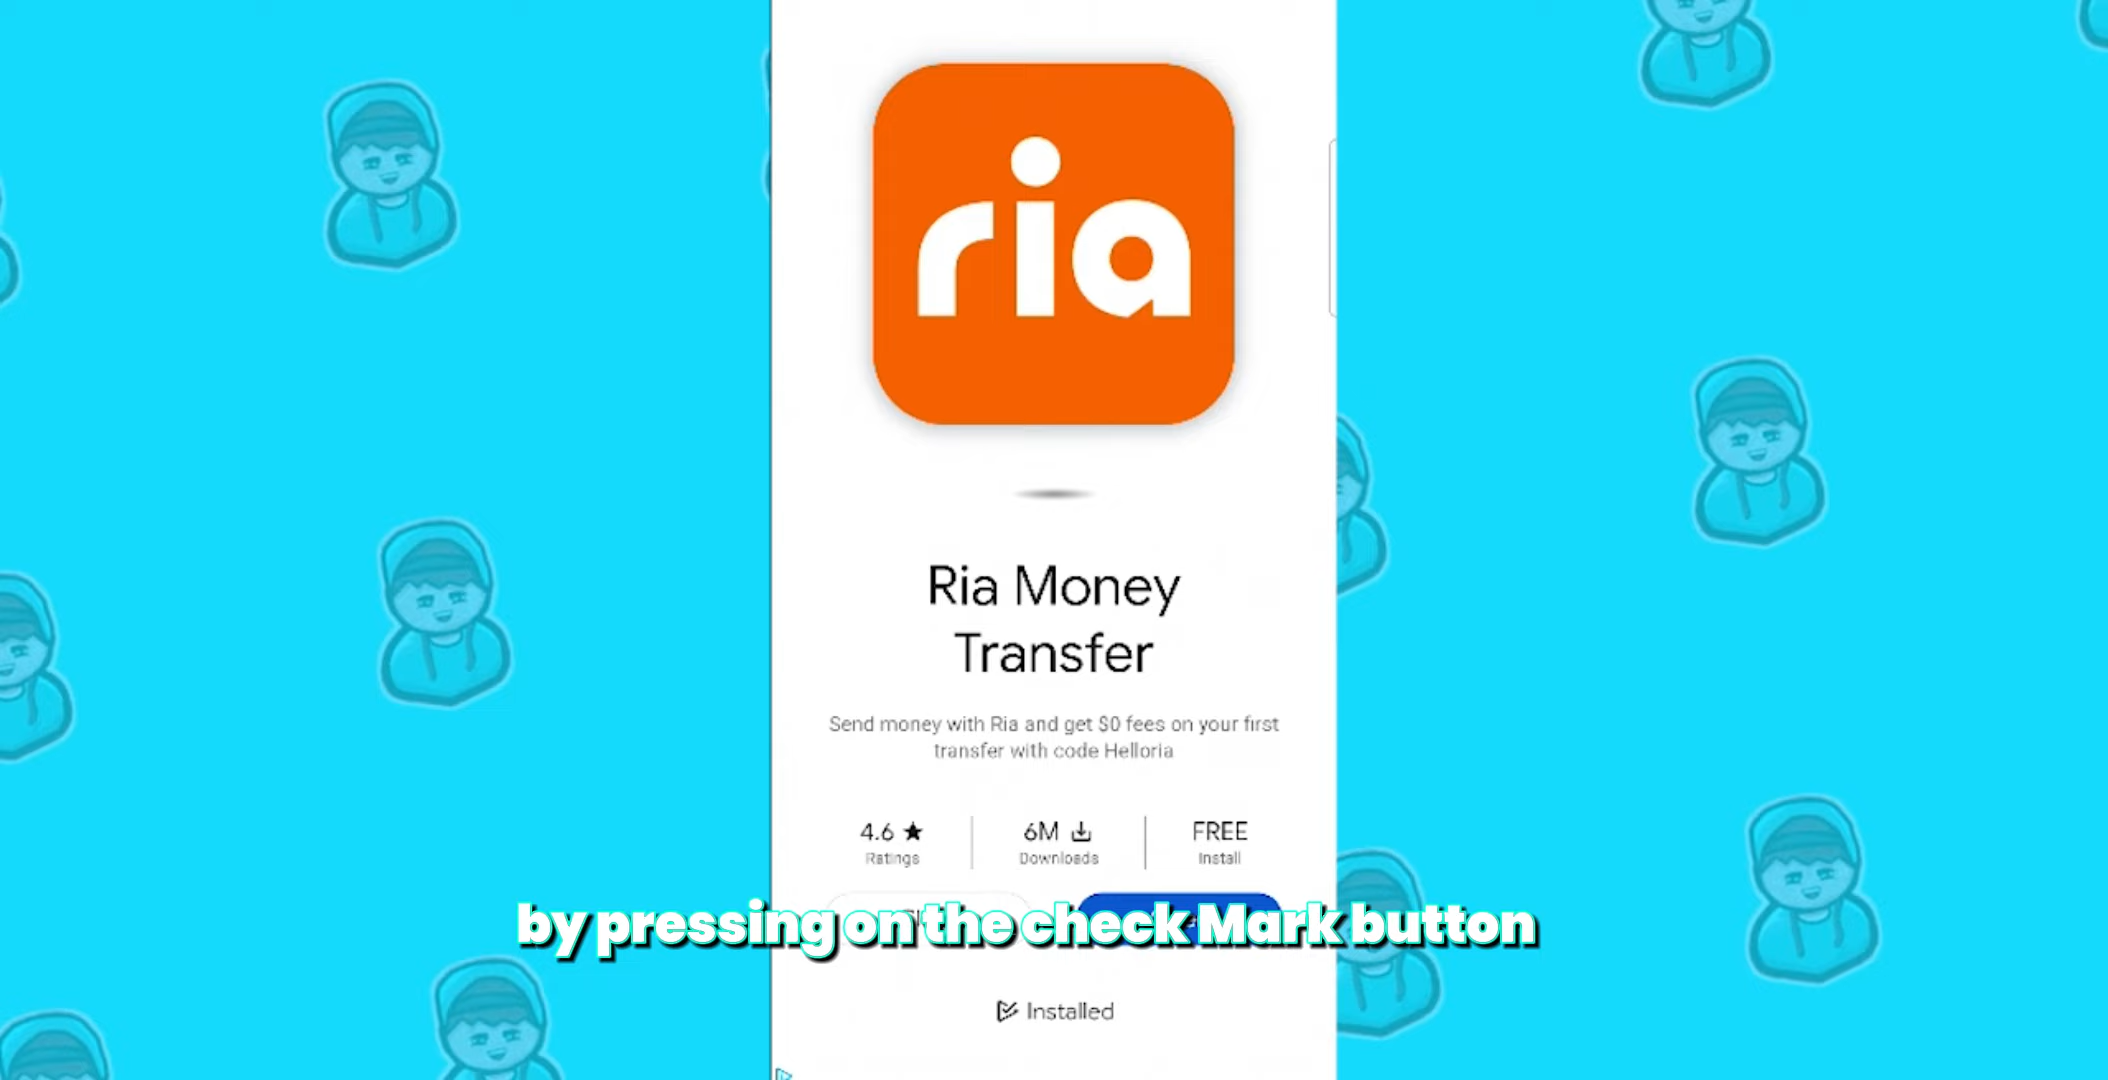 ria
Ria Money
Transfer
Send money with Ria and get $0 fees on your first
transfer with code Helloria
4.6 ★
6M
FREE
Ratings
Downloads
Install
by pressing on the check Mark button
Installed